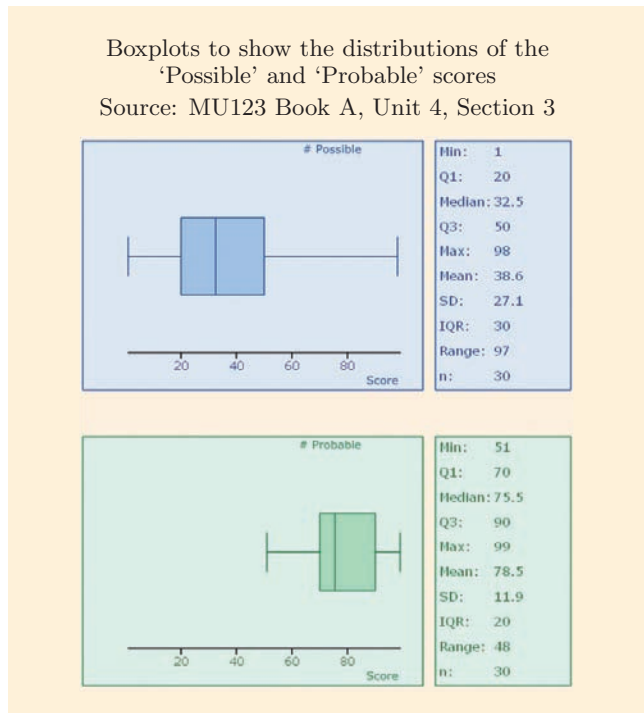 Boxplots to show the distributions of the
‘Possible’ and ‘Probable’ scores
Source: MU123 Book A, Unit 4, Section 3
# Possible
20 40 60 80
Score
Min: 1
Q1: 20
Median: 32.5
Q3: 50
Max: 98
Mean: 38.6
SD: 27.1
IQR: 30
Range: 97
n: 30
# Probable
20 40 60 80
Score
Min: 51
Q1: 70
Median: 75.5
Q3: 90
Max: 99
Mean: 78.5
SD: 11.9
IQR: 20
Range: 48
n: 30